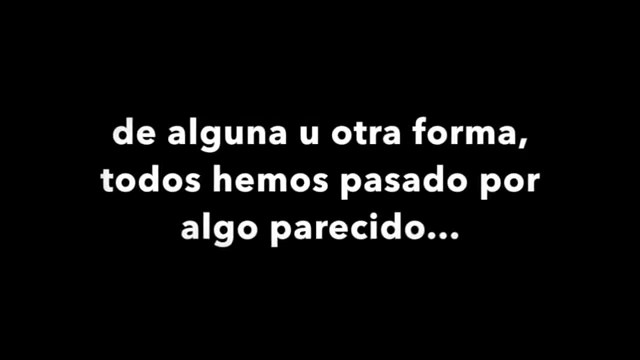 de alguna u otra forma,
todos hemos pasado por
algo parecido...